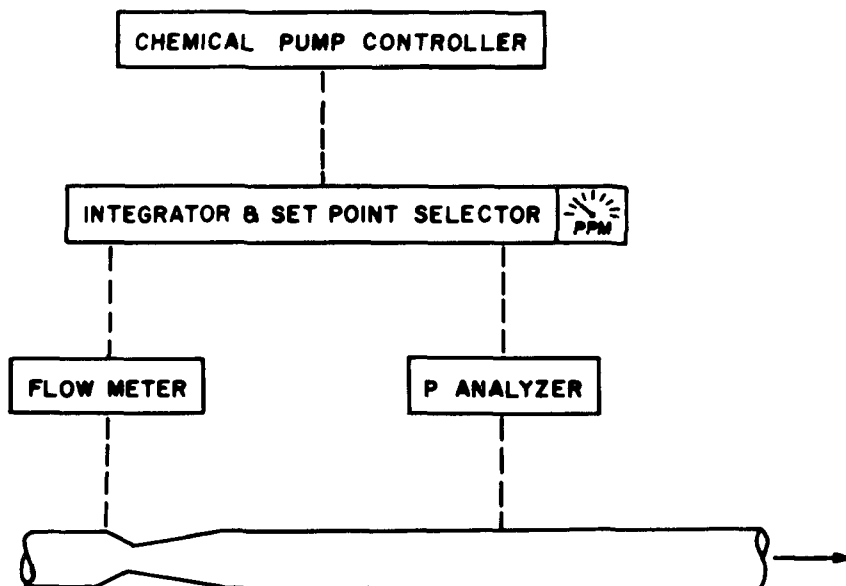 CHEMICAL PUMP CONTROLLER
INTEGRATOR & SET POINT SELECTOR
PPM
FLOW METER
P ANALYZER